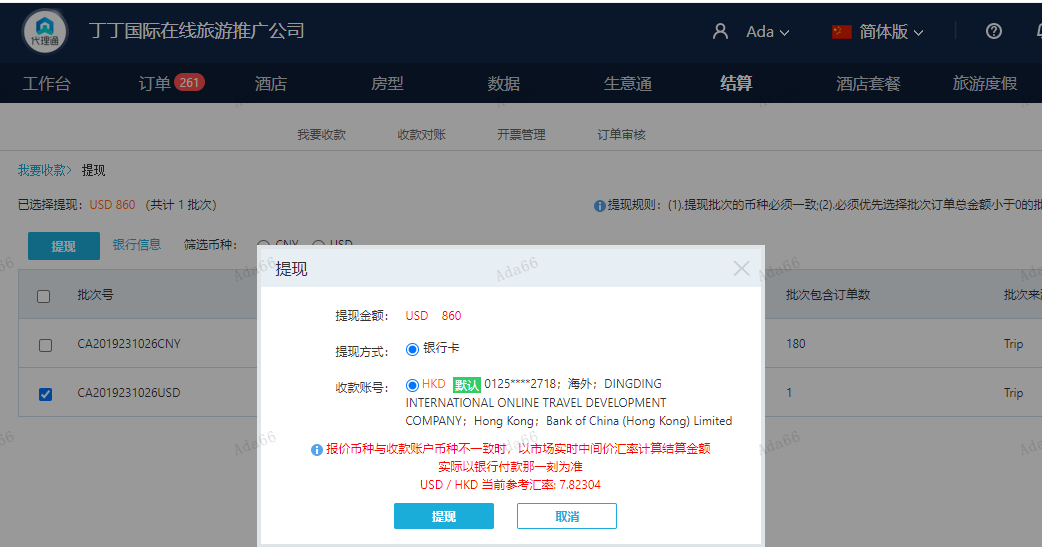 代理通
丁丁国际在线旅游推广公司
Ada
简体版
工作台
订单 261
酒店
房型
数据
生意通
结算
酒店套餐
旅游度假
我要收款
收款对账
开票管理
订单审核
我要收款> 提现
已选择提现: USD 860 (共计 1 批次)
提现规则: (1).提现批次的币种必须一致;(2).必须优先选择批次订单总金额小于0的批
提现
银行信息
筛选币种:
CNY
USD
批次号
批次包含订单数
批次来源
CA2019231026CNY
180
Trip
CA2019231026USD
1
Trip
提现
提现金额: USD 860
提现方式: 银行卡
收款账号: HKD 默认 0125****2718; 海外; DINGDING
INTERNATIONAL ONLINE TRAVEL DEVELOPMENT
COMPANY; Hong Kong; Bank of China (Hong Kong) Limited
报价币种与收款账户币种不一致时, 以市场实时中间价汇率计算结算金额
实际以银行付款那一刻为准
USD / HKD 当前参考汇率: 7.82304
提现
取消
Ada66
Ada66
Ada66
Ada66
Ada66
Ada66